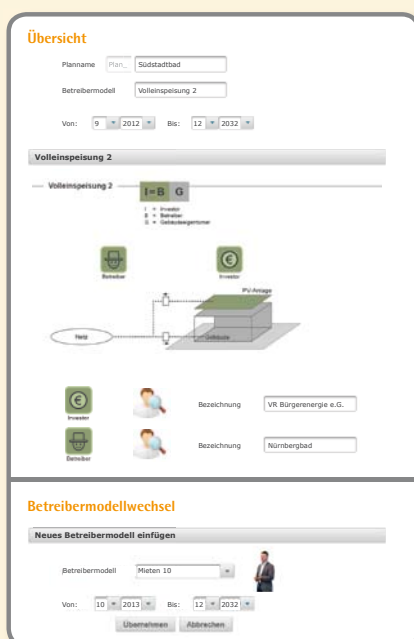 Übersicht
Planname Plan_ Südstadtbad
Betreibermodell Volleinspeisung 2
Von: 9 2012 Bis: 12 2032
Volleinspeisung 2
Volleinspeisung 2 I=B G
I = Investor
B = Betreiber
G = Gebäudeeigentümer
Betreiber Investor
PV-Anlage
Netz Gebäude
Investor Bezeichnung VR Bürgerenergie e.G.
Betreiber Bezeichnung Nürnbergbad
Betreibermodellwechsel
Neues Betreibermodell einfügen
Betreibermodell Mieten 10
Von: 10 2013 Bis: 12 2032
Übernehmen Abbrechen